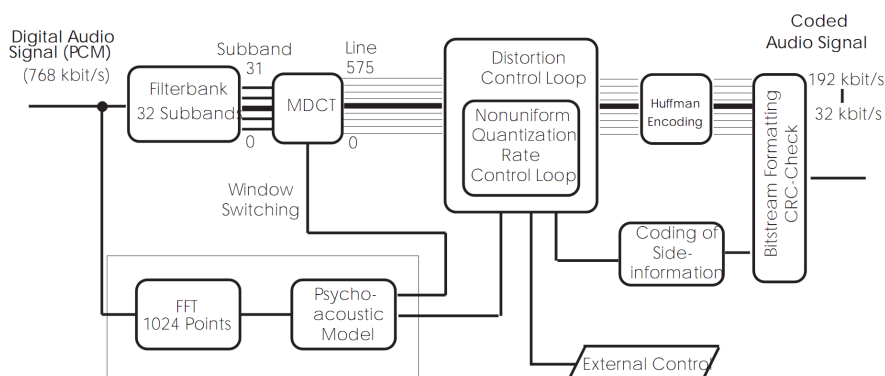 Digital Audio
Signal (PCM)
(768 kbit/s)
Filterbank
32 Subbands
Subband
31
0
MDCT
Line
575
0
Window
Switching
Distortion
Control Loop
Nonuniform
Quantization
Rate
Control Loop
Huffman
Encoding
Coded
Audio Signal
192 kbit/s
32 kbit/s
Bitstream Formatting
CRC-Check
Coding of
Side-
information
FFT
1024 Points
Psycho-
acoustic
Model
External Control